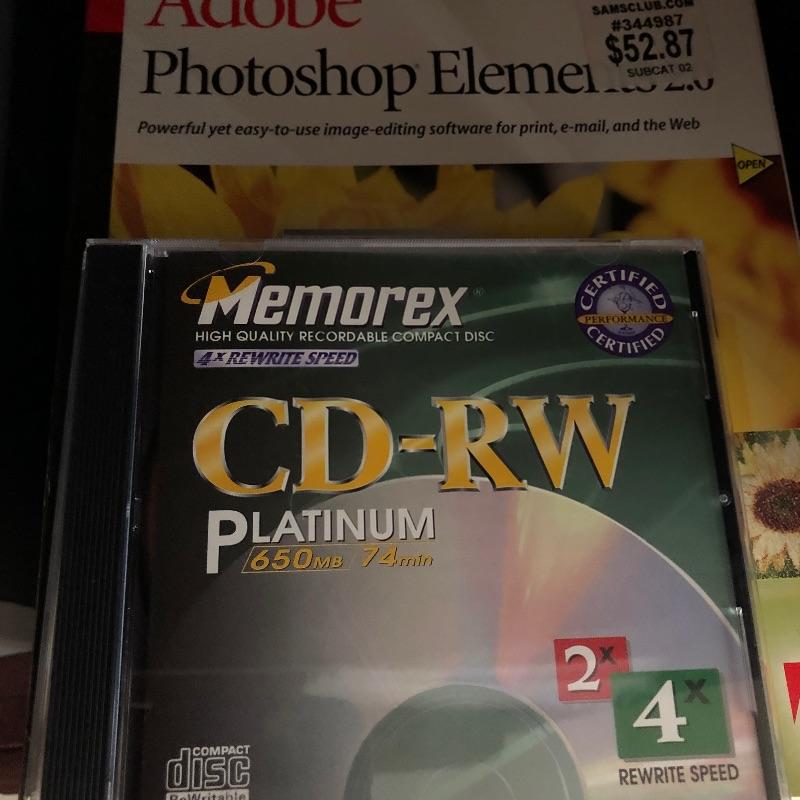 Adobe
SAMSCLUB.COM
#344987
$52.87
SUBCAT 02
Photoshop Elements 2.0
Powerful yet easy-to-use image-editing software for print, e-mail, and the Web
OPEN
Memorex®
HIGH QUALITY RECORDABLE COMPACT DISC
4X REWRITE SPEED
CERTIFIED
PERFORMANCE
CERTIFIED
CD-RW
PLATINUM
650MB / 74min
2X
4X
REWRITE SPEED
COMPACT
disc
ReWritable